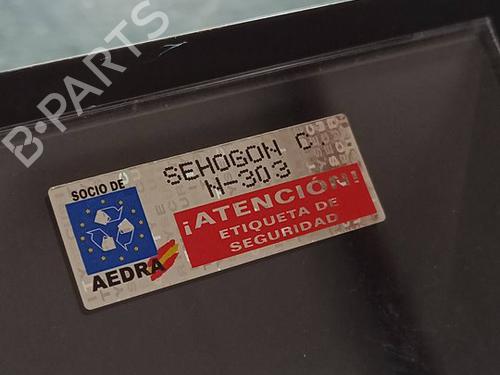 B-PARTS
SOCIO DE
AEDRA
SEHOGON C
N-303
¡ATENCIÓN!
ETIQUETA DE
SEGURIDAD